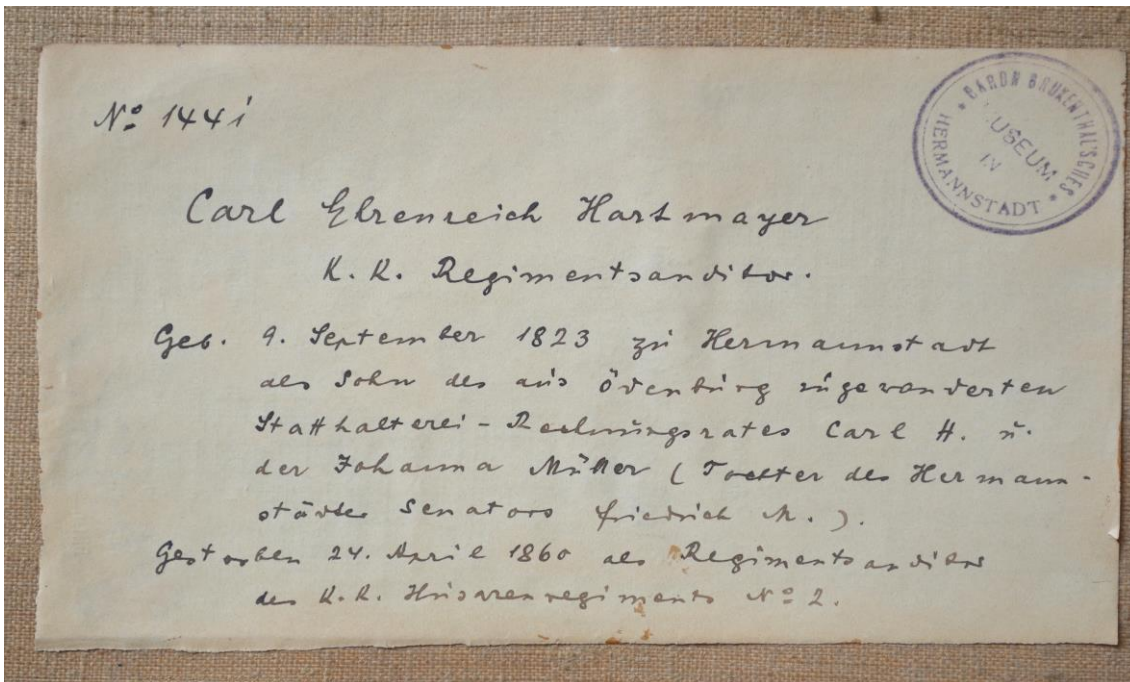 Nº 1441
BARON BRUKENTHAL'SCHES
MUSEUM
IN
HERMANNSTADT
Carl Ehrenreich Hartmayer
K. K. Regimentsauditor.
Geb. 9. September 1823 zu Hermannstadt
als Sohn des aus Ödenburg zugewanderten
Statthalterei-Rechnungsrates Carl H. u.
der Johanna Müller (Tochter des Hermann-
städter Senators Friedrich M.).
Gestorben 24. April 1860 als Regimentsauditor
des K. K. Husarenregiments Nº 2.